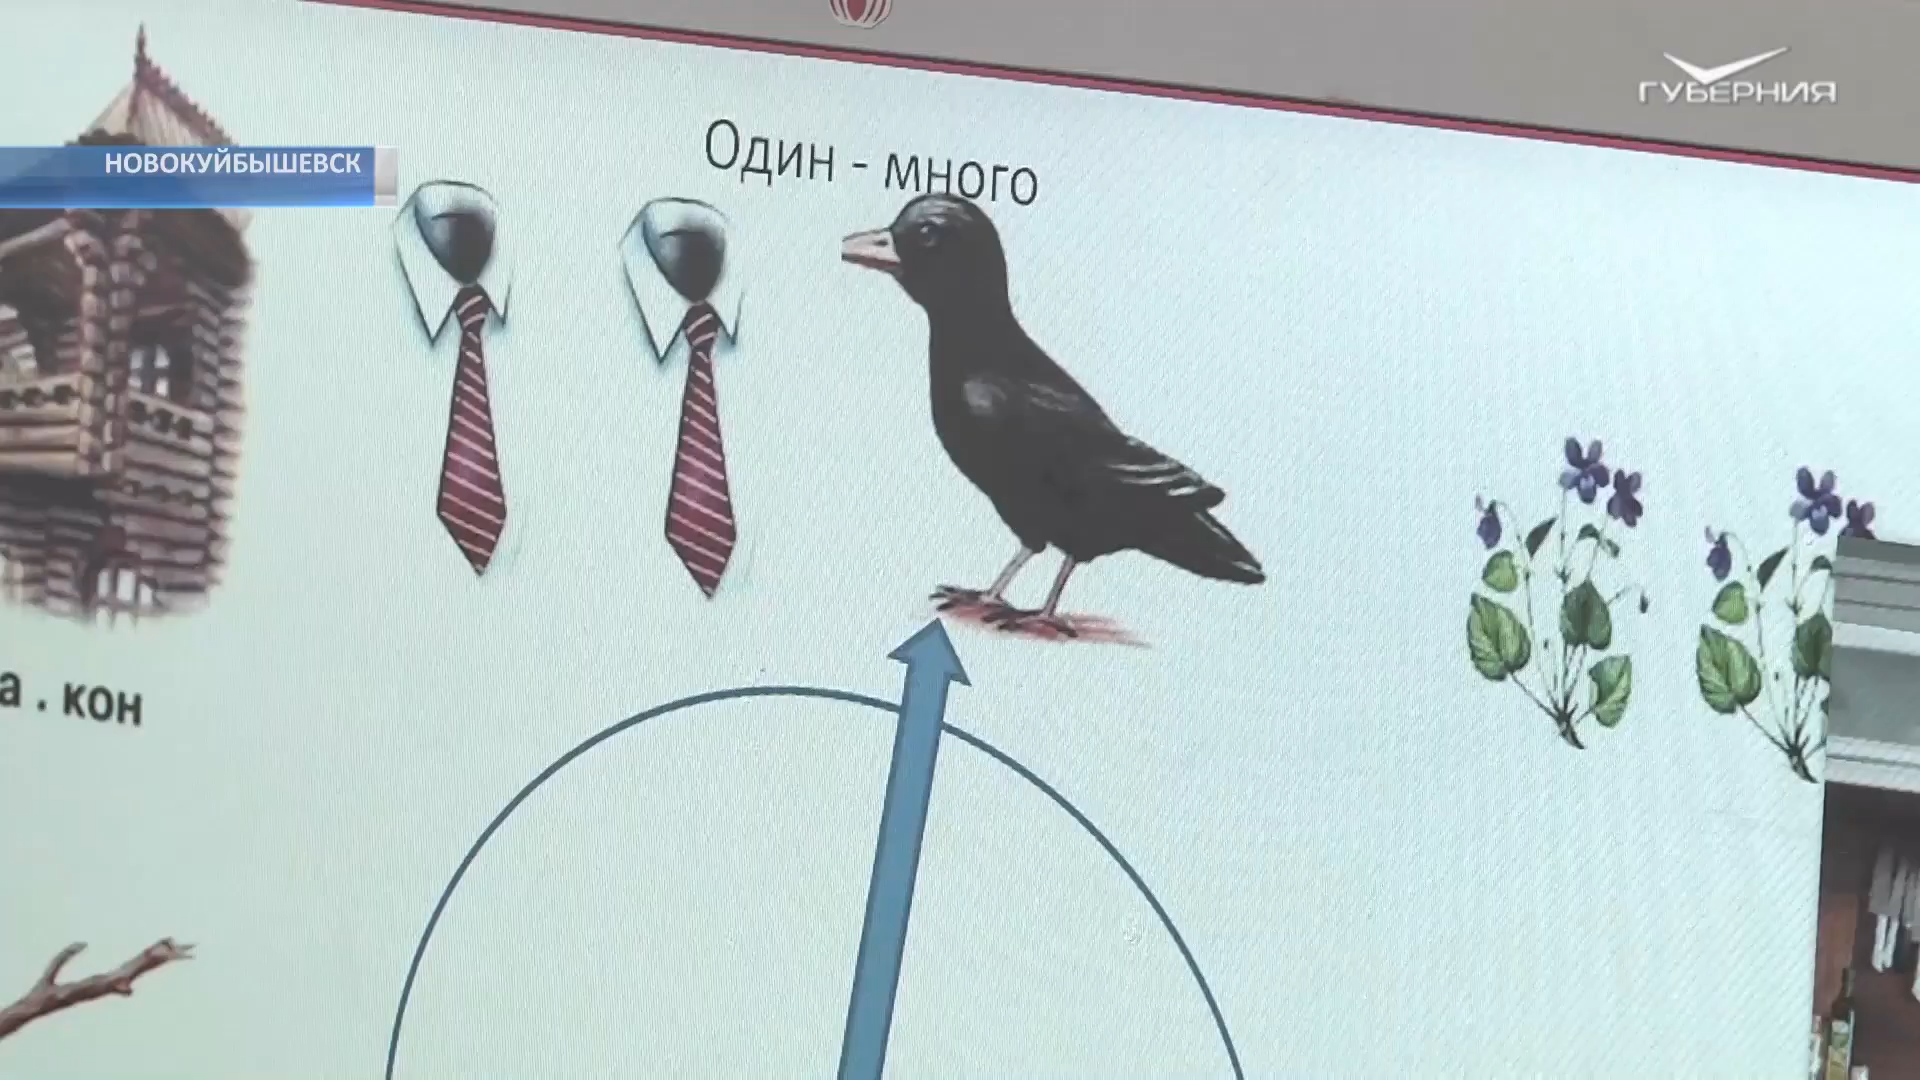 ГУБЕРНИЯ
НОВОКУЙБЫШЕВСК
Один - много
а . кон